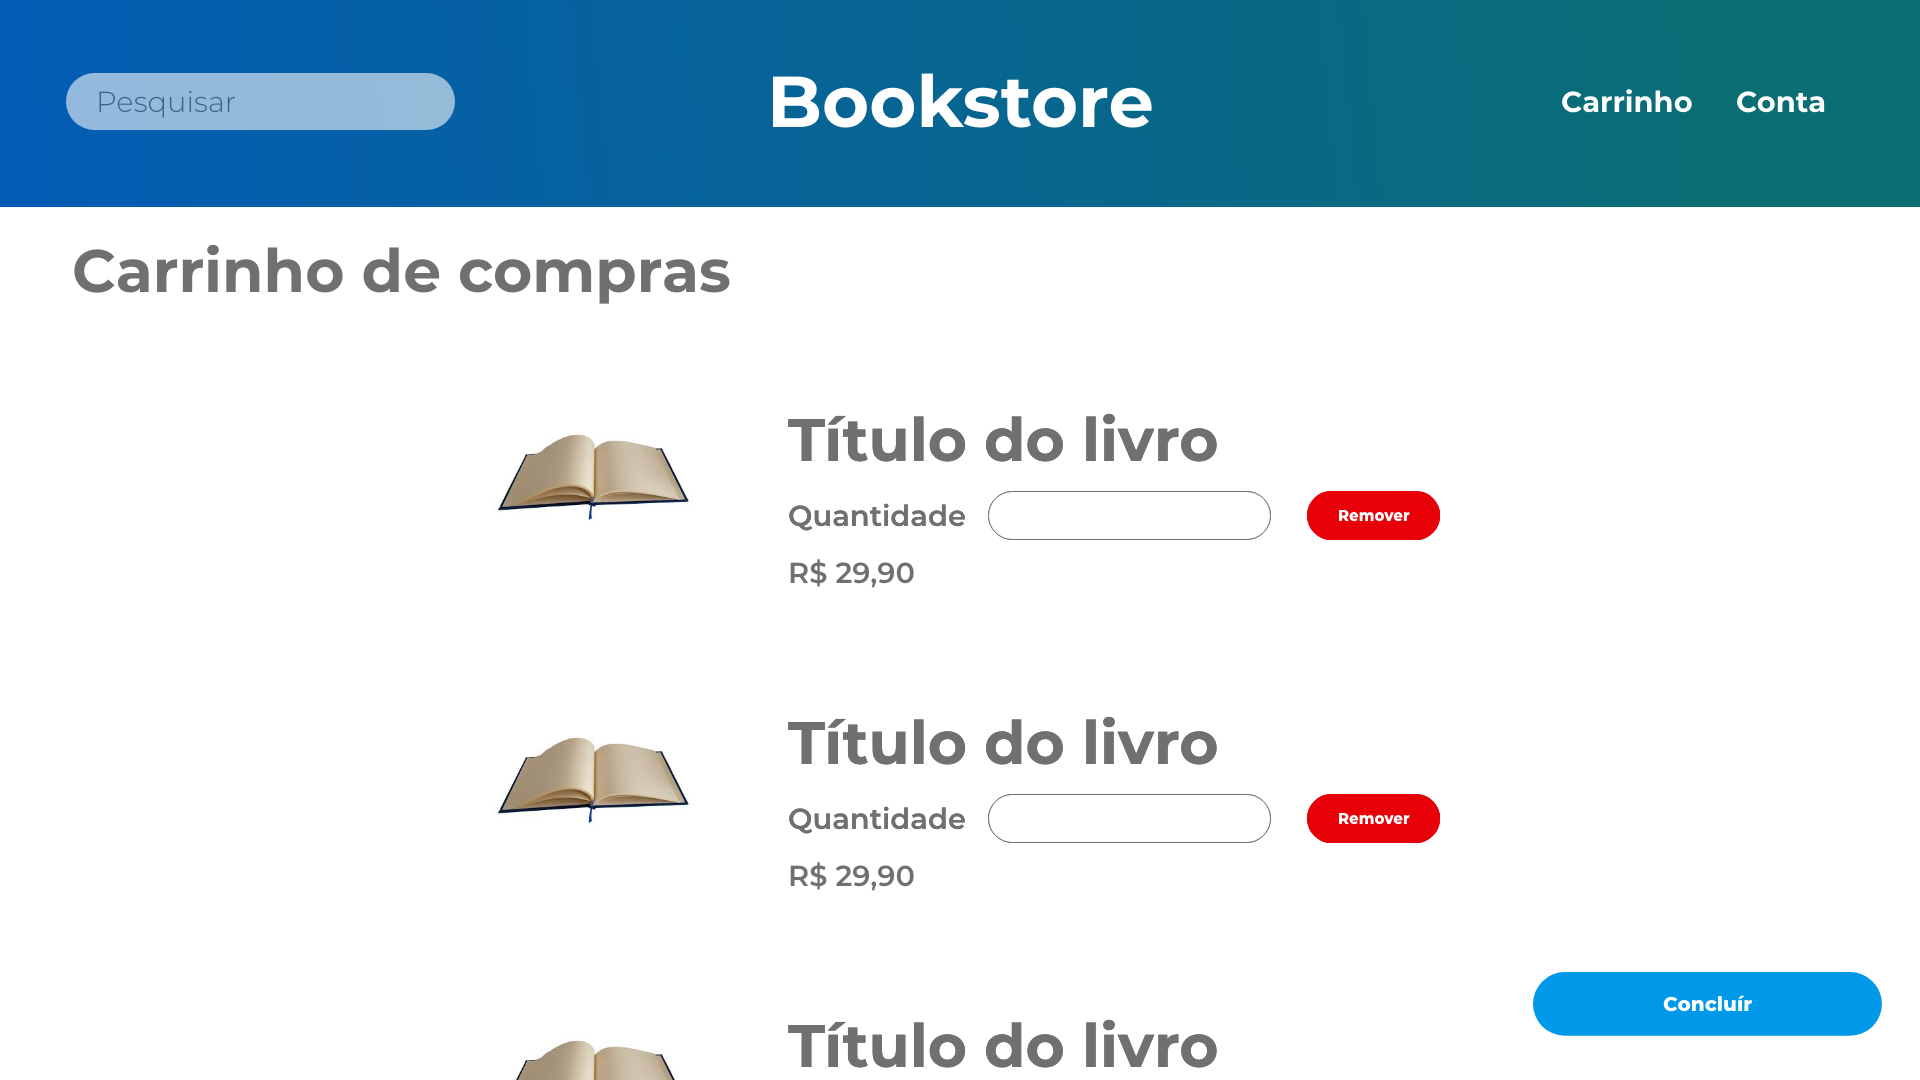 Pesquisar
Bookstore
Carrinho
Conta
Carrinho de compras
Título do livro
Quantidade
Remover
R$ 29,90
Título do livro
Quantidade
Remover
R$ 29,90
Título do livro
Concluír